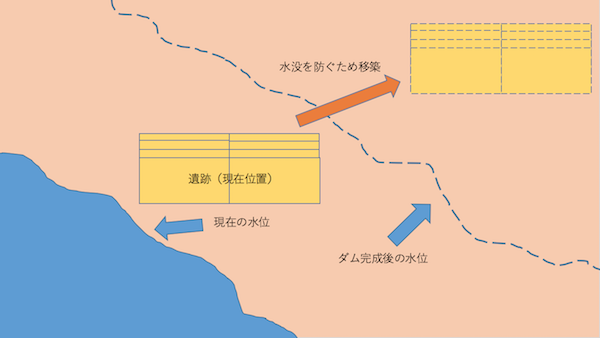 水没を防ぐため移築
遺跡（現在位置）
現在の水位
ダム完成後の水位